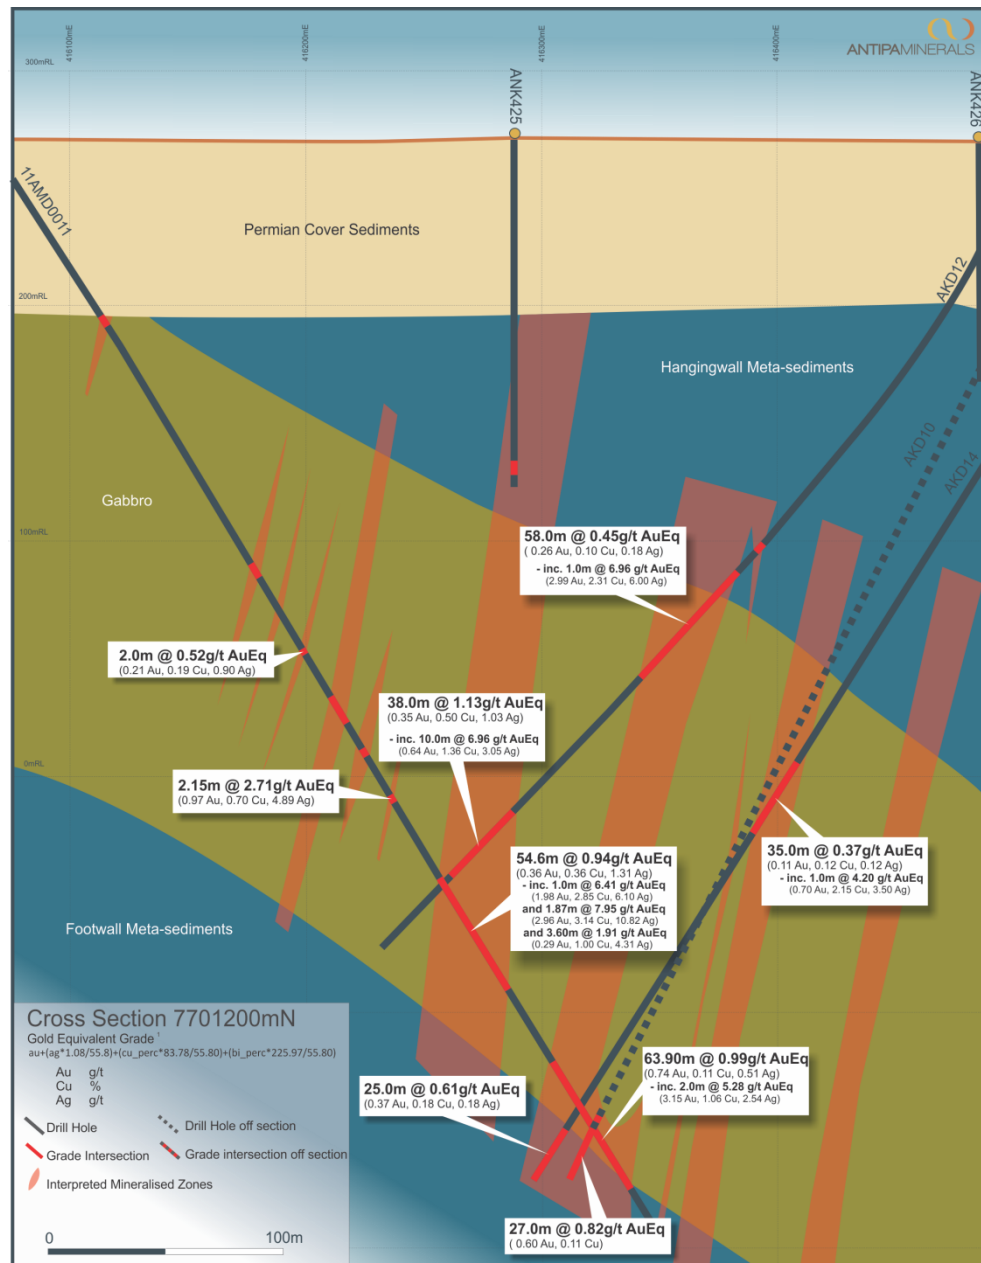 416100mE
416200mE
416300mE
416400mE
ANTIPAMINERALS
300mRL
ANK425
ANK426
11AMD0011
Permian Cover Sediments
AKD12
200mRL
Hangingwall Meta-sediments
AKD10
AKD14
Gabbro
100mRL
58.0m @ 0.45g/t AuEq
( 0.26 Au, 0.10 Cu, 0.18 Ag)
- inc. 1.0m @ 6.96 g/t AuEq
(2.99 Au, 2.31 Cu, 6.00 Ag)
2.0m @ 0.52g/t AuEq
(0.21 Au, 0.19 Cu, 0.90 Ag)
38.0m @ 1.13g/t AuEq
(0.35 Au, 0.50 Cu, 1.03 Ag)
- inc. 10.0m @ 6.96 g/t AuEq
(0.64 Au, 1.36 Cu, 3.05 Ag)
0mRL
2.15m @ 2.71g/t AuEq
(0.97 Au, 0.70 Cu, 4.89 Ag)
54.6m @ 0.94g/t AuEq
(0.36 Au, 0.36 Cu, 1.31 Ag)
- inc. 1.0m @ 6.41 g/t AuEq
(1.98 Au, 2.85 Cu, 6.10 Ag)
and 1.87m @ 7.95 g/t AuEq
(2.96 Au, 3.14 Cu, 10.82 Ag)
and 3.60m @ 1.91 g/t AuEq
(0.29 Au, 1.00 Cu, 4.31 Ag)
35.0m @ 0.37g/t AuEq
(0.11 Au, 0.12 Cu, 0.12 Ag)
- inc. 1.0m @ 4.20 g/t AuEq
(0.70 Au, 2.15 Cu, 3.50 Ag)
Footwall Meta-sediments
Cross Section 7701200mN
Gold Equivalent Grade 1
au+(ag*1.08/55.8)+(cu_perc*83.78/55.80)+(bi_perc*225.97/55.80)
Au g/t
Cu %
Ag g/t
Drill Hole
Drill Hole off section
Grade Intersection
Grade intersection off section
Interpreted Mineralised Zones
0 100m
63.90m @ 0.99g/t AuEq
(0.74 Au, 0.11 Cu, 0.51 Ag)
- inc. 2.0m @ 5.28 g/t AuEq
(3.15 Au, 1.06 Cu, 2.54 Ag)
25.0m @ 0.61g/t AuEq
(0.37 Au, 0.18 Cu, 0.18 Ag)
27.0m @ 0.82g/t AuEq
( 0.60 Au, 0.11 Cu)